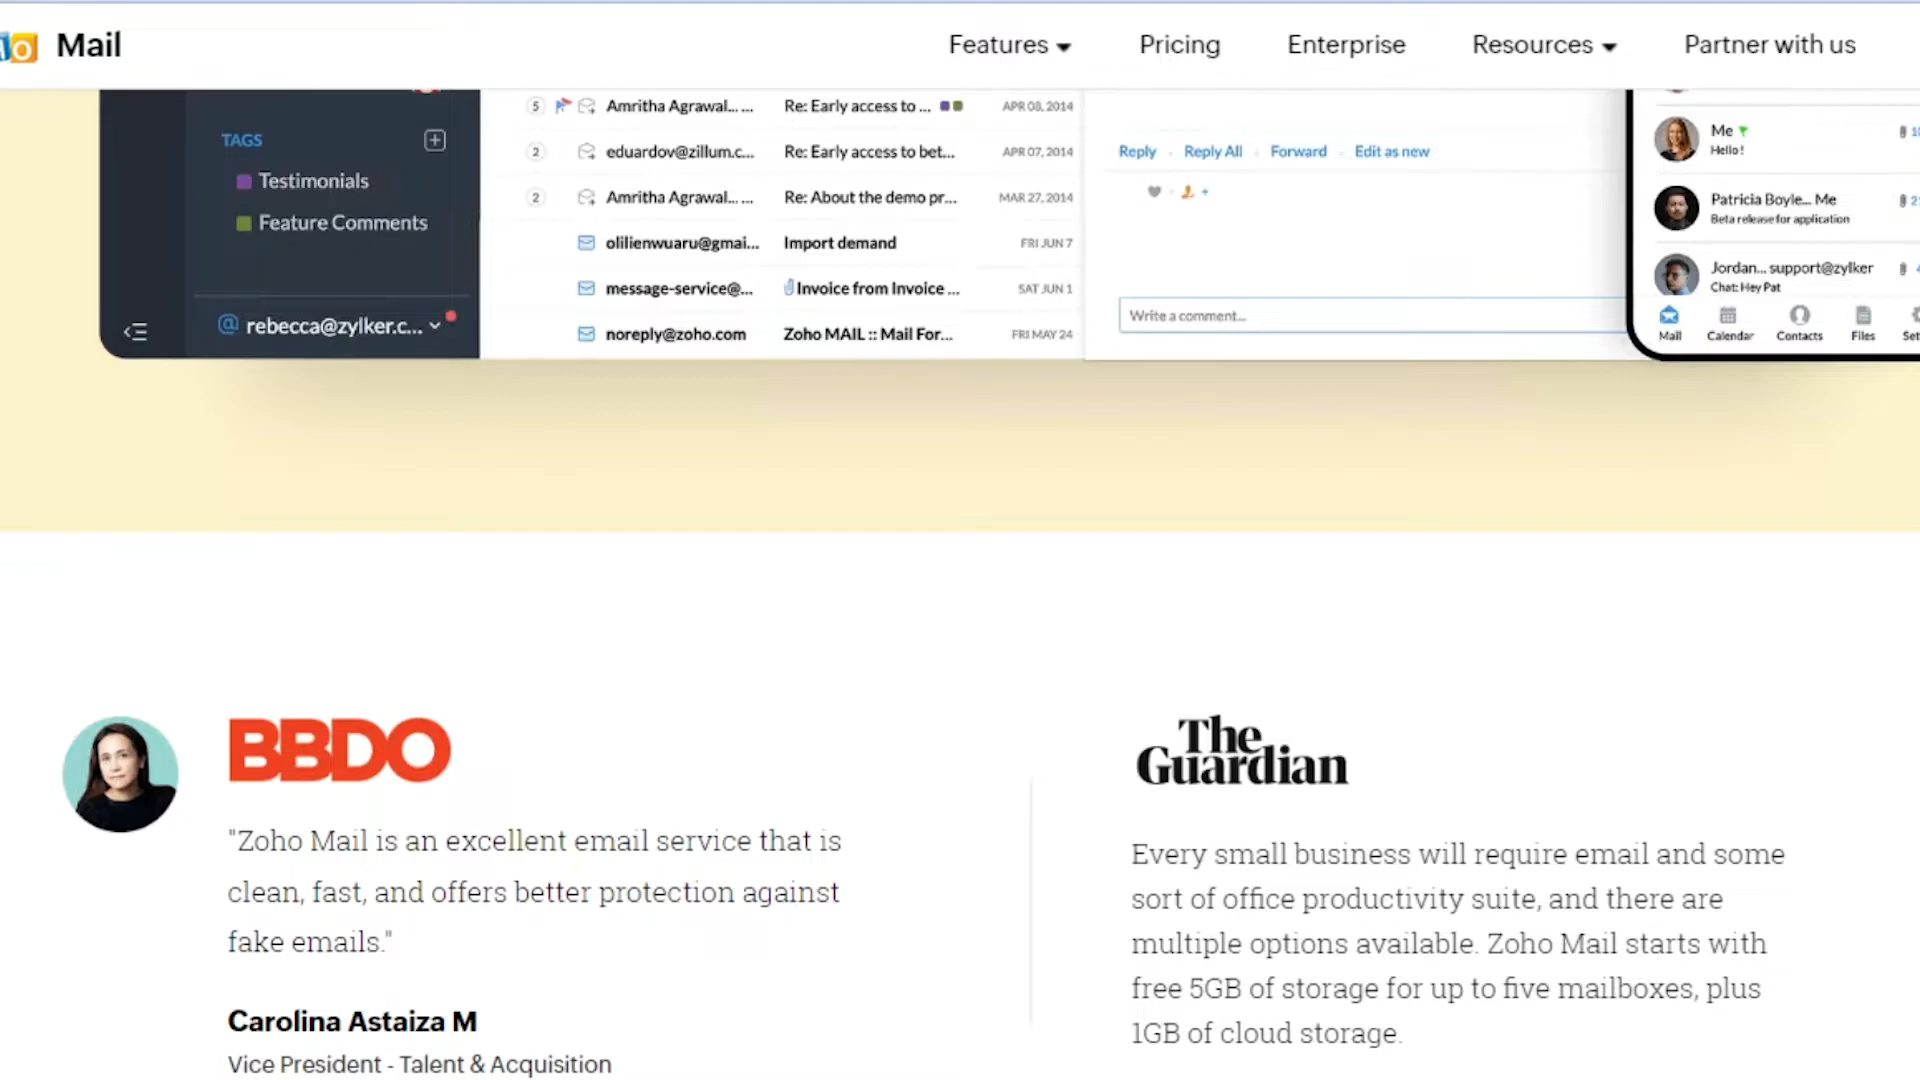 Mail
Features
Pricing
Enterprise
Resources
Partner with us
TAGS
Testimonials
Feature Comments
rebecca@zylker.c...
5 Amritha Agrawal... ... Re: Early access to ... APR 08, 2014
2 eduardov@zillum.c... Re: Early access to bet... APR 07, 2014
2 Amritha Agrawal... ... Re: About the demo pr... MAR 27, 2014
olilienwuaru@gmai... Import demand FRI JUN 7
message-service@... Invoice from Invoice ... SAT JUN 1
noreply@zoho.com Zoho MAIL :: Mail For... FRI MAY 24
Reply Reply All Forward Edit as new
Write a comment...
Me
Hello !
Patricia Boyle... Me
Beta release for application
Jordan... support@zylker
Chat: Hey Pat
Mail Calendar Contacts Files
BBDO
"Zoho Mail is an excellent email service that is
clean, fast, and offers better protection against
fake emails."
Carolina Astaiza M
Vice President - Talent & Acquisition
The
Guardian
Every small business will require email and some
sort of office productivity suite, and there are
multiple options available. Zoho Mail starts with
free 5GB of storage for up to five mailboxes, plus
1GB of cloud storage.